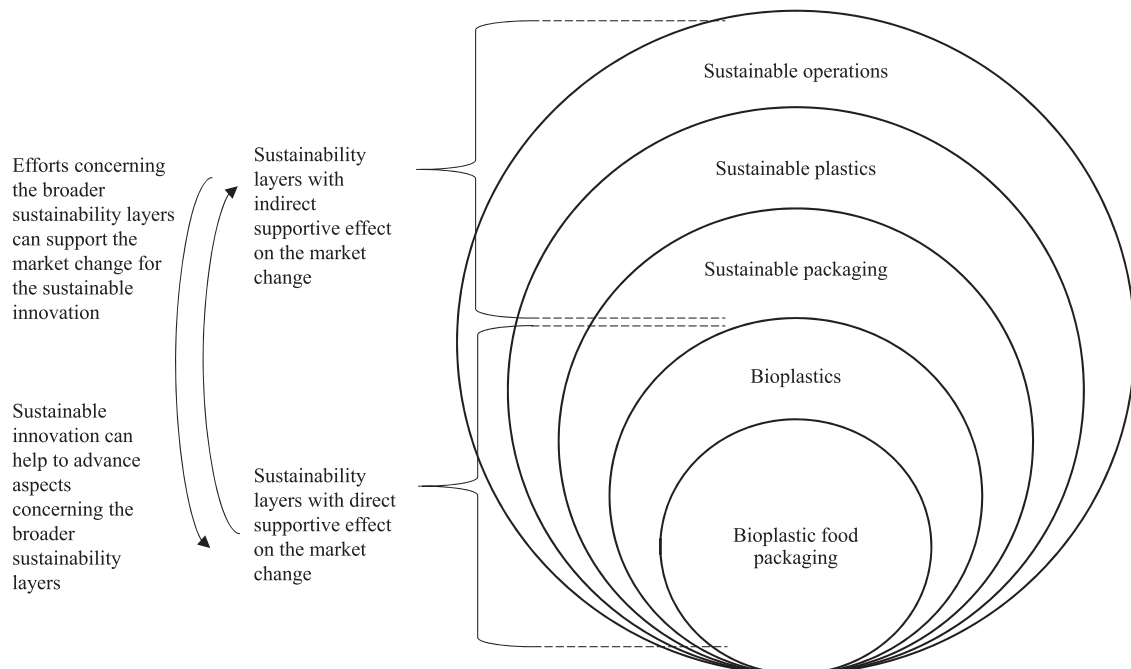 Efforts concerning
the broader
sustainability layers
can support the
market change for
the sustainable
innovation
Sustainable
innovation can
help to advance
aspects
concerning the
broader
sustainability
layers
Sustainability
layers with
indirect
supportive effect
on the market
change
Sustainability
layers with direct
supportive effect
on the market
change
Sustainable operations
Sustainable plastics
Sustainable packaging
Bioplastics
Bioplastic food
packaging